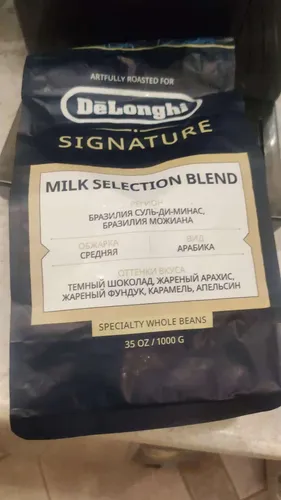 ARTFULLY ROASTED FOR
DeLonghi
SIGNATURE
MILK SELECTION BLEND
РЕГИОН
БРАЗИЛИЯ СУЛЬ-ДИ-МИНАС,
БРАЗИЛИЯ МОЖИАНА
ОБЖАРКА ВИД
СРЕДНЯЯ АРАБИКА
ОТТЕНКИ ВКУСА
ТЕМНЫЙ ШОКОЛАД, ЖАРЕНЫЙ АРАХИС,
ЖАРЕНЫЙ ФУНДУК, КАРАМЕЛЬ, АПЕЛЬСИН
SPECIALTY WHOLE BEANS
35 OZ / 1000 G